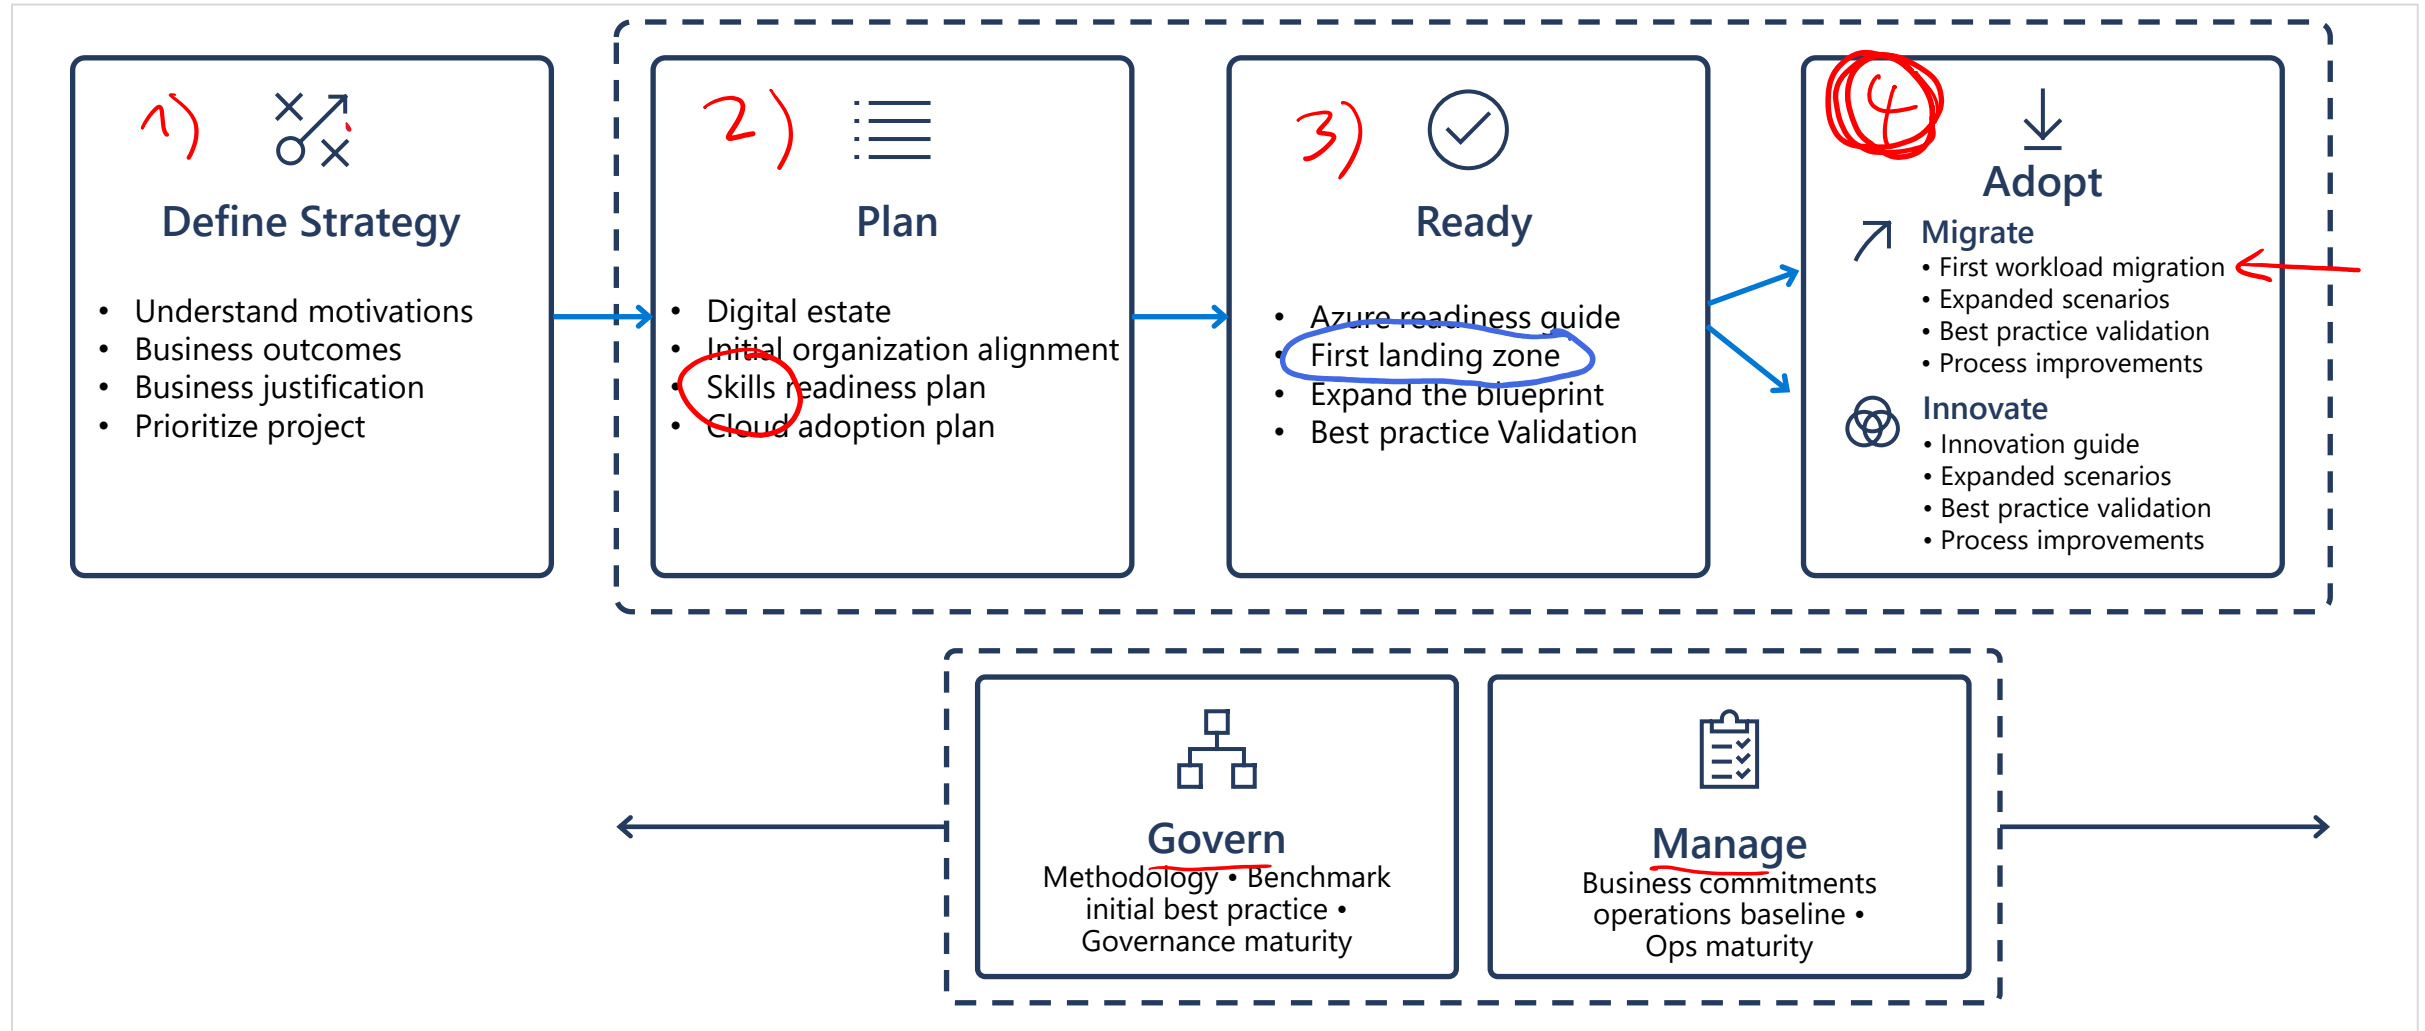 1)
Define Strategy
• Understand motivations
• Business outcomes
• Business justification
• Prioritize project
2)
Plan
• Digital estate
• Initial organization alignment
• Skills readiness plan
• Cloud adoption plan
3)
Ready
• Azure readiness guide
• First landing zone
• Expand the blueprint
• Best practice Validation
4
Adopt
Migrate
• First workload migration
• Expanded scenarios
• Best practice validation
• Process improvements
Innovate
• Innovation guide
• Expanded scenarios
• Best practice validation
• Process improvements
Govern
Methodology • Benchmark
initial best practice •
Governance maturity
Manage
Business commitments
operations baseline •
Ops maturity